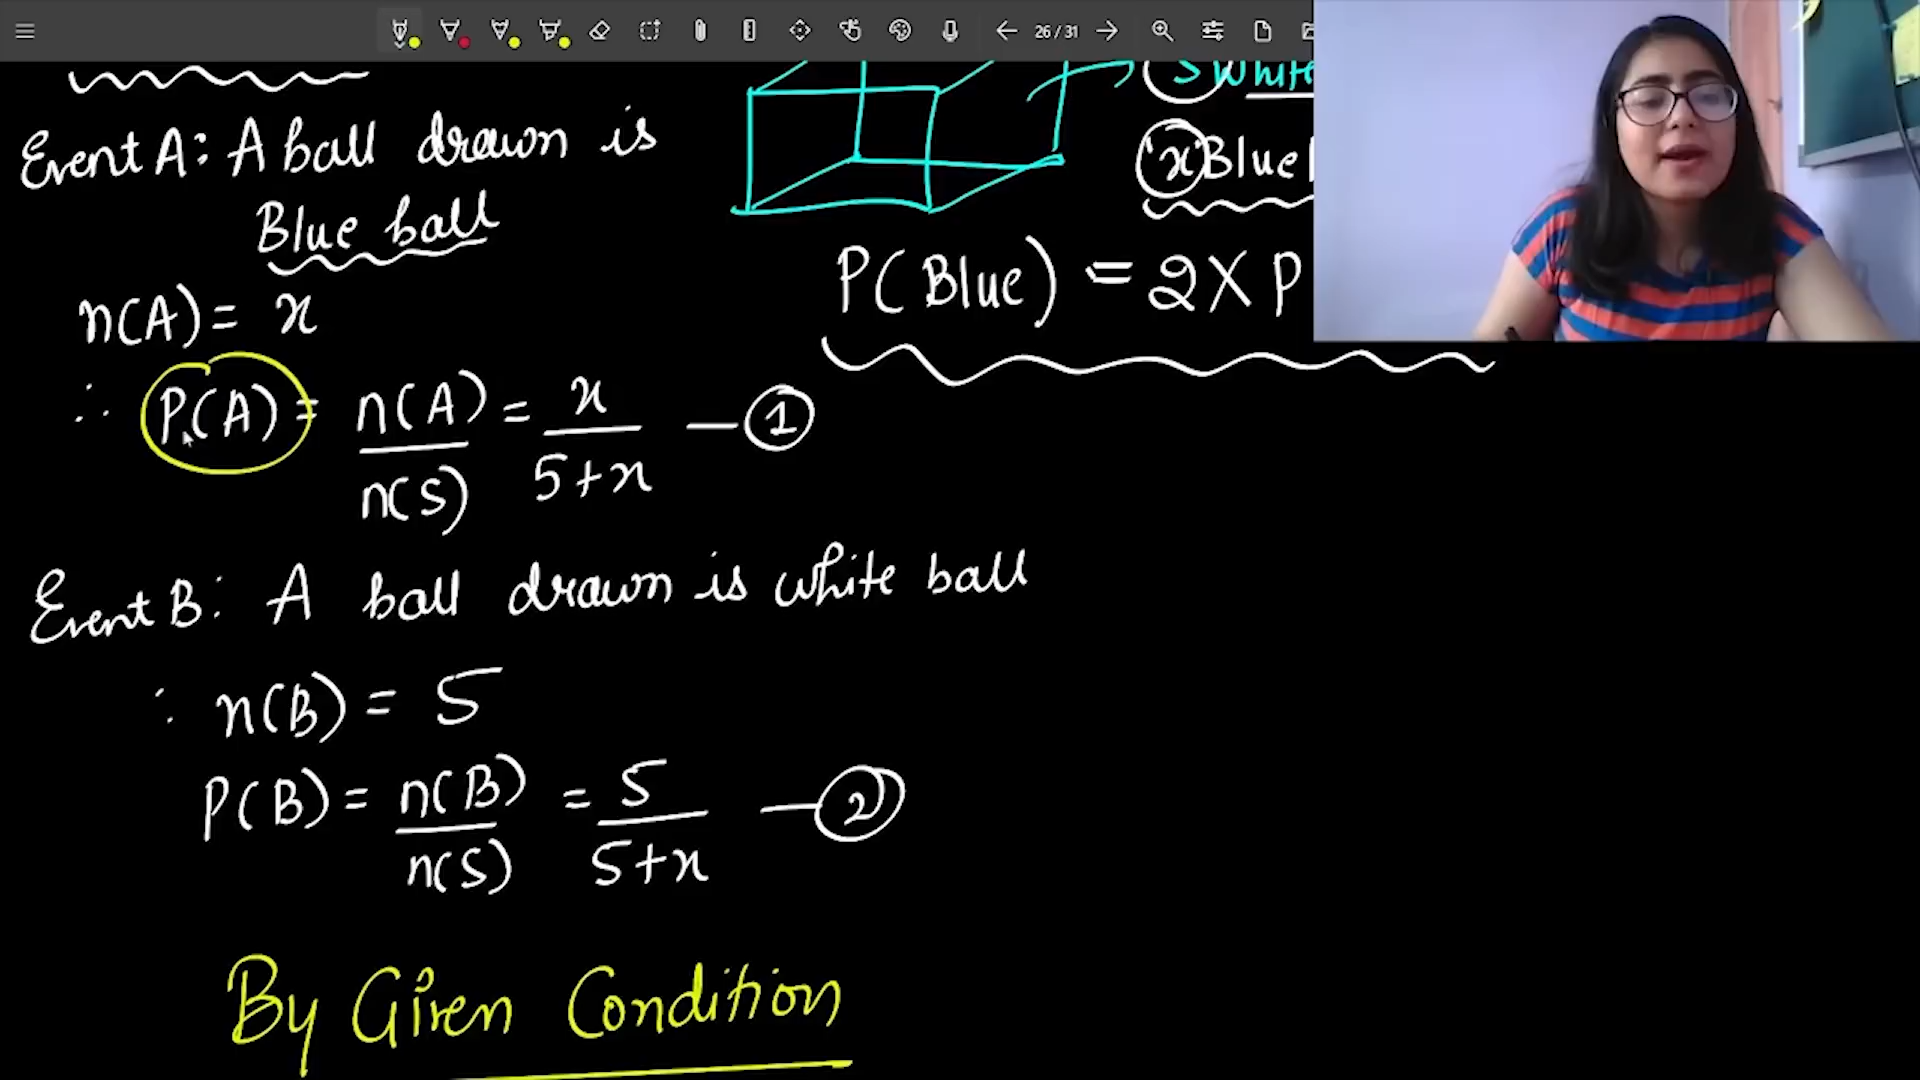 26 / 31
5 White
x Blue
Event A: A ball drawn is
Blue ball
P(Blue) = 2 X P
n(A) = x
∴ P(A) = n(A)/n(S) = x/5+x — ①
Event B: A ball drawn is white ball
∴ n(B) = 5
P(B) = n(B)/n(S) = 5/5+x — ②
By Given Condition